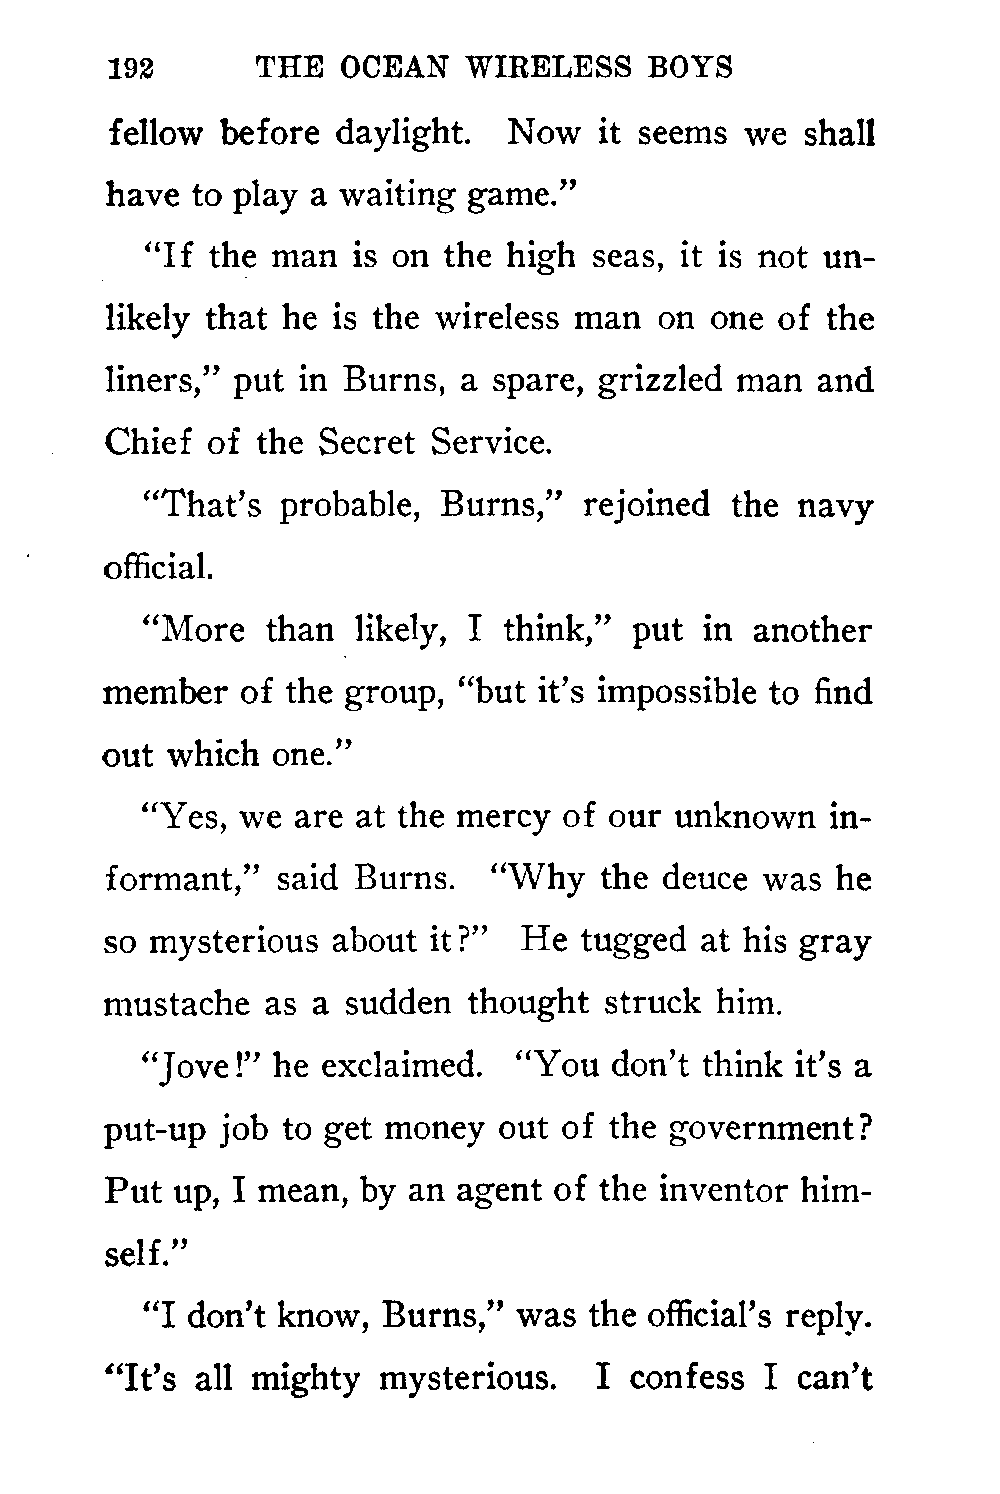 192 THE OCEAN WIRELESS BOYS
fellow before daylight. Now it seems we shall
have to play a waiting game.”
“If the man is on the high seas, it is not un-
likely that he is the wireless man on one of the
liners,” put in Burns, a spare, grizzled man and
Chief of the Secret Service.
“That’s probable, Burns,” rejoined the navy
official.
“More than likely, I think,” put in another
member of the group, “but it’s impossible to find
out which one.”
“Yes, we are at the mercy of our unknown in-
formant,” said Burns. “Why the deuce was he
so mysterious about it?” He tugged at his gray
mustache as a sudden thought struck him.
“Jove!” he exclaimed. “You don’t think it’s a
put-up job to get money out of the government?
Put up, I mean, by an agent of the inventor him-
self.”
“I don’t know, Burns,” was the official’s reply.
“It’s all mighty mysterious. I confess I can’t